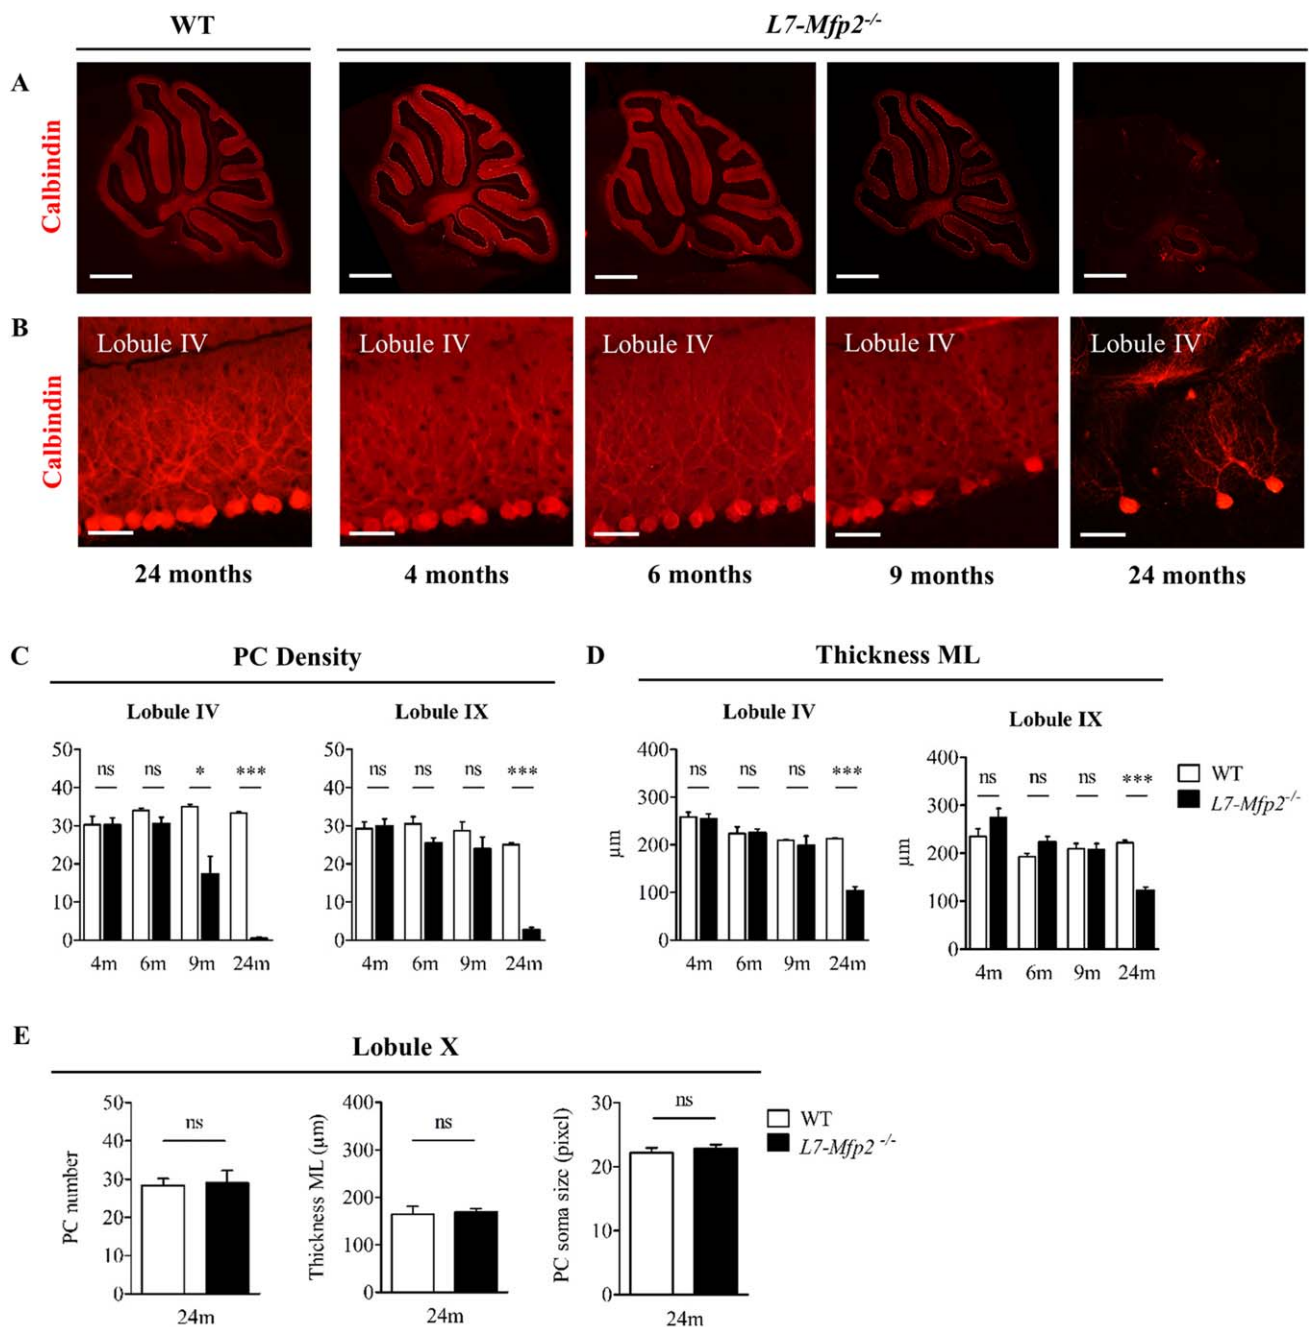 WT
L7-Mfp2-/-
A
Calbindin
B
Calbindin
Lobule IV
Lobule IV
Lobule IV
Lobule IV
Lobule IV
24 months
4 months
6 months
9 months
24 months
C
PC Density
D
Thickness ML
Lobule IV
Lobule IX
Lobule IV
Lobule IX
50
40
30
20
10
0
ns
ns
*
***
4m
6m
9m
24m
50
40
30
20
10
0
ns
ns
ns
***
4m
6m
9m
24m
µm
400
300
200
100
0
ns
ns
ns
***
4m
6m
9m
24m
µm
400
300
200
100
0
ns
ns
ns
***
4m
6m
9m
24m
WT
L7-Mfp2-/-
E
Lobule X
PC number
50
40
30
20
10
0
ns
24m
Thickness ML (µm)
400
300
200
100
0
ns
24m
PC soma size (pixel)
30
20
10
0
ns
24m
WT
L7-Mfp2 -/-